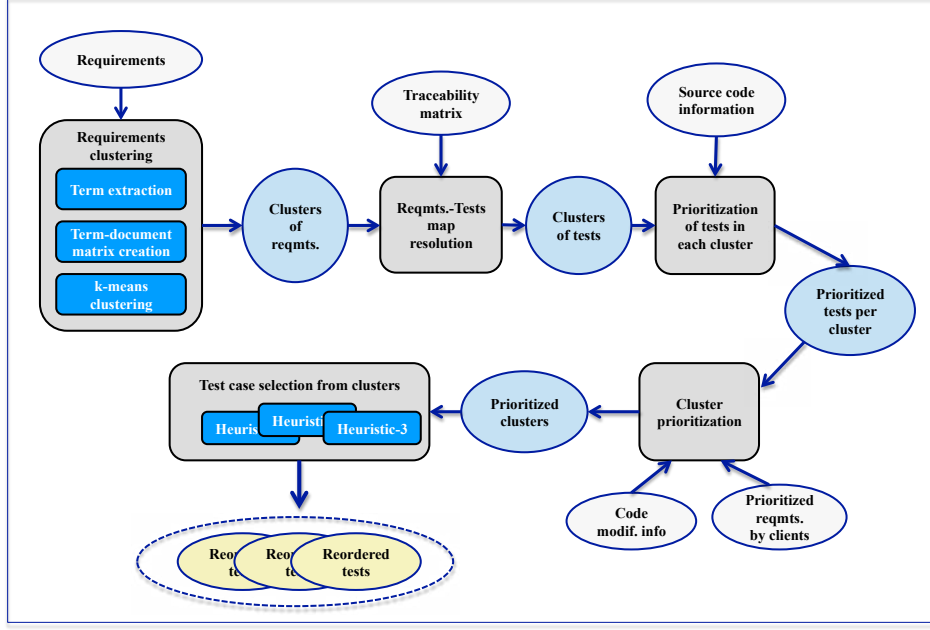 Requirements
Requirements
clustering
Term extraction
Term-document
matrix creation
k-means
clustering
Clusters
of
reqmts.
Traceability
matrix
Reqmts.-Tests
map
resolution
Clusters
of tests
Source code
information
Prioritization
of tests in
each cluster
Prioritized
tests per
cluster
Cluster
prioritization
Code
modif. info
Prioritized
reqmts.
by clients
Prioritized
clusters
Test case selection from clusters
Heuristic-3
Reordered
tests